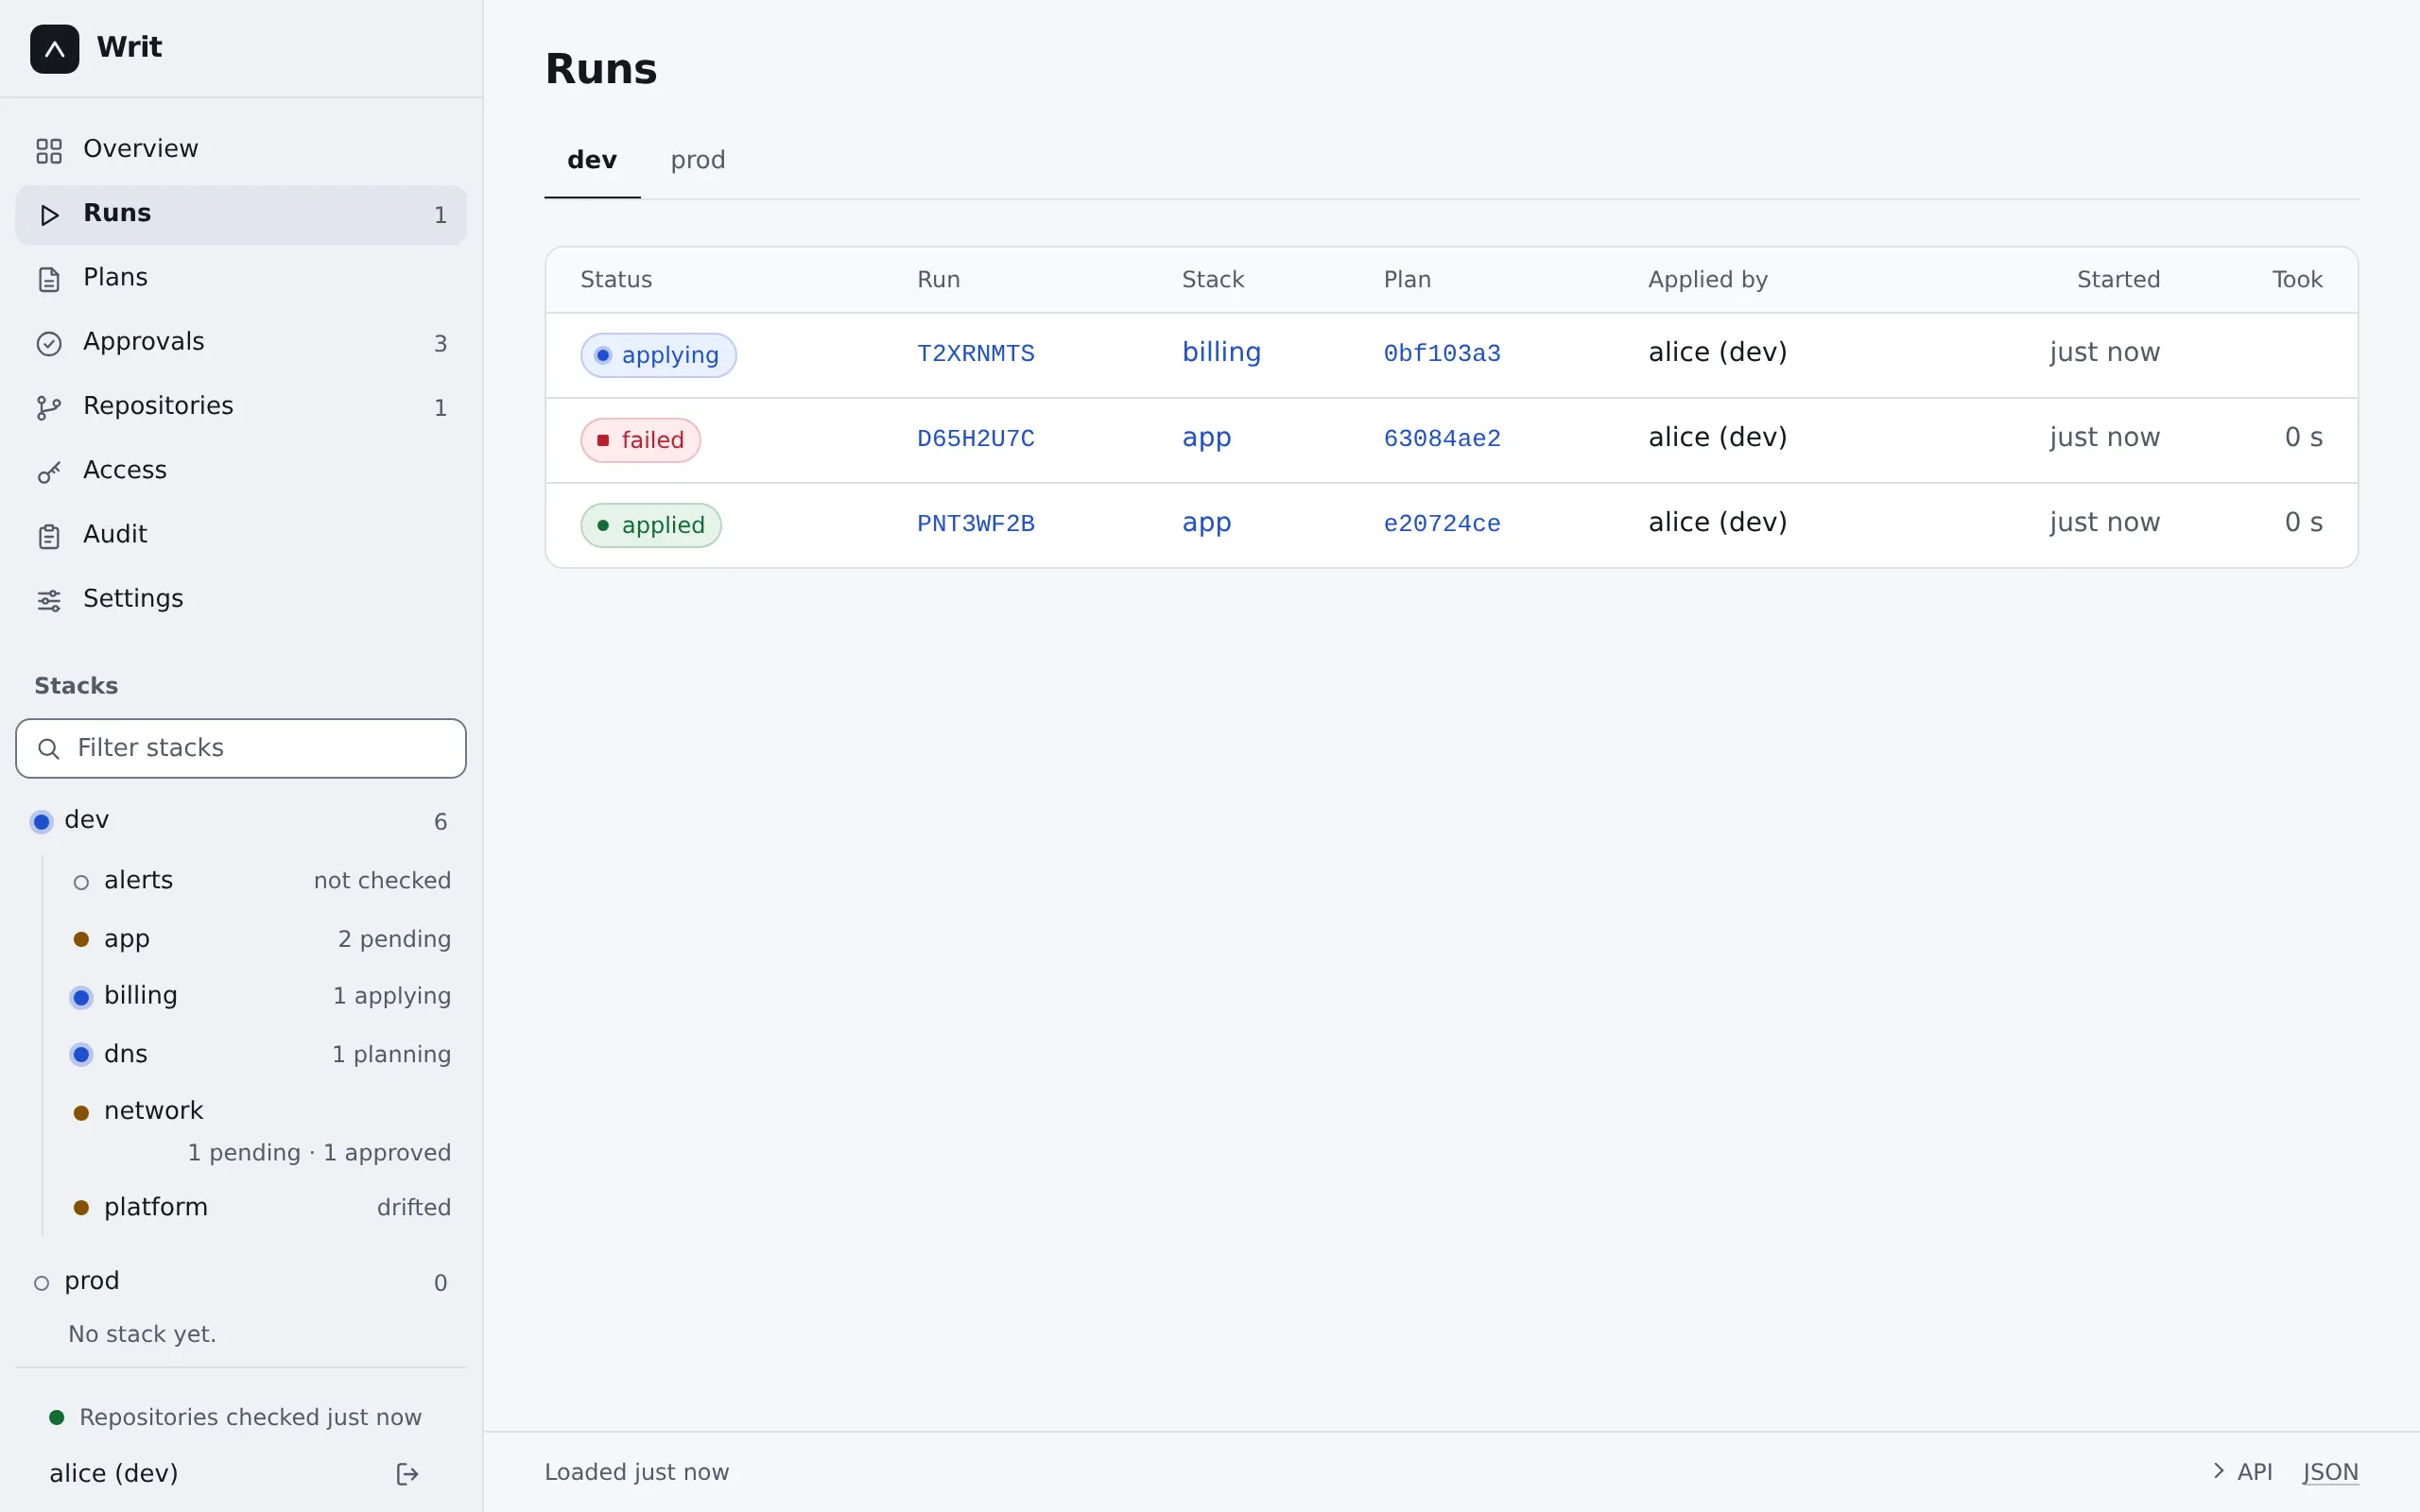 Writ
Overview
Runs 1
Plans
Approvals 3
Repositories 1
Access
Audit
Settings
Stacks
Filter stacks
dev 6
alerts not checked
app 2 pending
billing 1 applying
dns 1 planning
network
1 pending · 1 approved
platform drifted
prod 0
No stack yet.
Repositories checked just now
alice (dev)
Runs
dev prod
Status Run Stack Plan Applied by Started Took
applying T2XRNMTS billing 0bf103a3 alice (dev) just now
failed D65H2U7C app 63084ae2 alice (dev) just now 0 s
applied PNT3WF2B app e20724ce alice (dev) just now 0 s
Loaded just now
API JSON